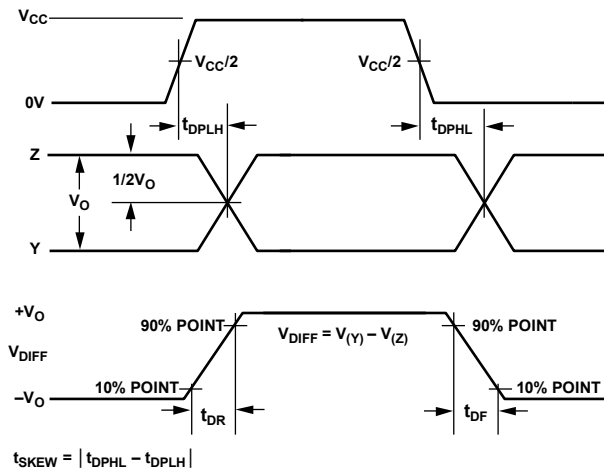 VCC
VCC/2
VCC/2
0V
tDPLH
tDPHL
Z
1/2VO
VO
Y
+VO
90% POINT
VDIFF = V(Y) – V(Z)
90% POINT
VDIFF
10% POINT
10% POINT
–VO
tDR
tDF
tSKEW = │tDPHL – tDPLH│